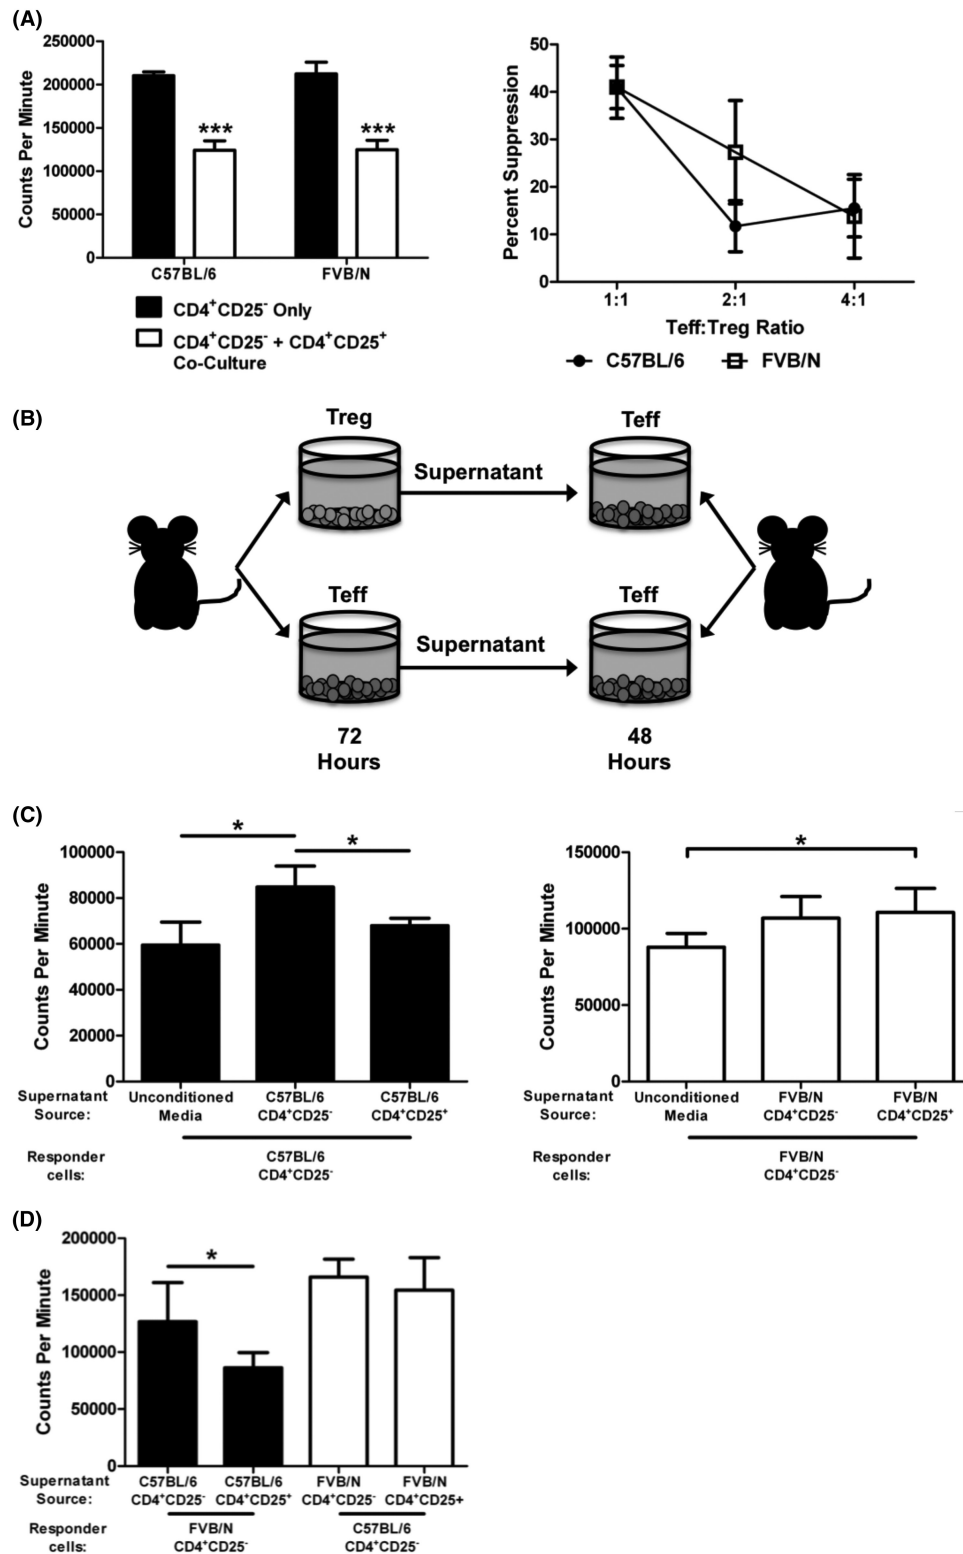 (A)
250000
200000
150000
100000
50000
0
Counts Per Minute
***
***
C57BL/6
FVB/N
CD4+CD25- Only
CD4+CD25- + CD4+CD25+
Co-Culture
50
40
30
20
10
0
Percent Suppression
1:1
2:1
4:1
Teff:Treg Ratio
C57BL/6
FVB/N
(B)
Treg
Teff
Supernatant
Teff
Teff
Supernatant
72
Hours
48
Hours
(C)
100000
80000
60000
40000
20000
0
Counts Per Minute
*
*
Supernatant
Source:
Unconditioned
Media
C57BL/6
CD4+CD25-
C57BL/6
CD4+CD25+
Responder
cells:
C57BL/6
CD4+CD25-
150000
100000
50000
0
Counts Per Minute
*
Supernatant
Source:
Unconditioned
Media
FVB/N
CD4+CD25-
FVB/N
CD4+CD25+
Responder
cells:
FVB/N
CD4+CD25-
(D)
200000
150000
100000
50000
0
Counts Per Minute
*
Supernatant
Source:
C57BL/6
CD4+CD25-
C57BL/6
CD4+CD25+
FVB/N
CD4+CD25-
FVB/N
CD4+CD25+
Responder
cells:
FVB/N
CD4+CD25-
C57BL/6
CD4+CD25-